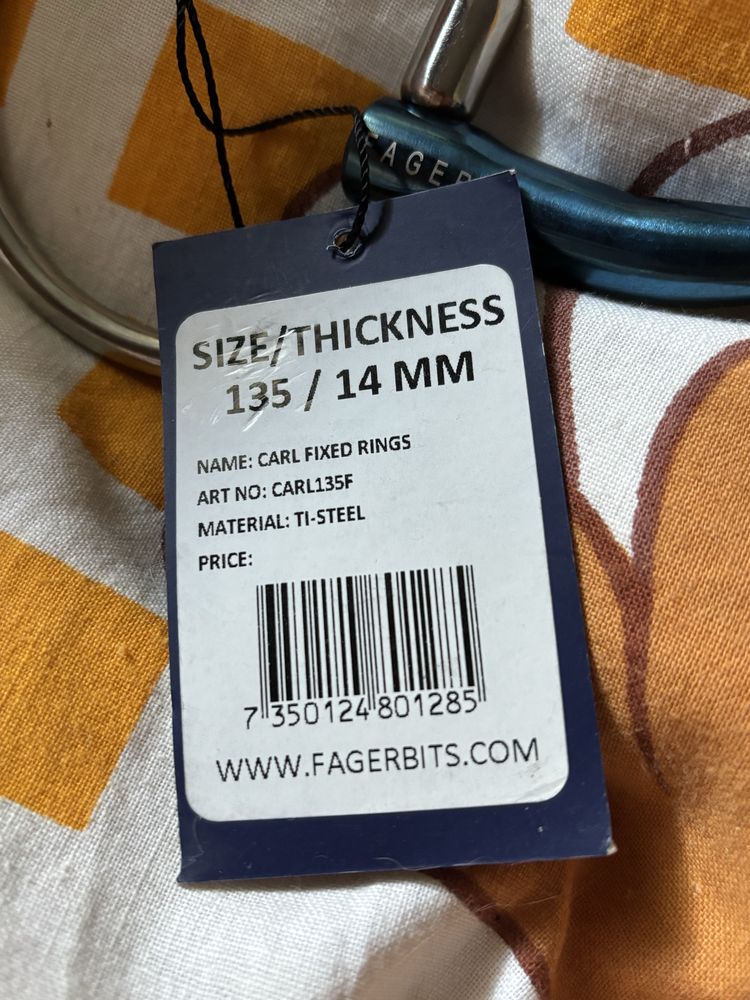 FAGER
SIZE/THICKNESS
135 / 14 MM
NAME: CARL FIXED RINGS
ART NO: CARL135F
MATERIAL: TI-STEEL
PRICE:
7 350124 801285
WWW.FAGERBITS.COM